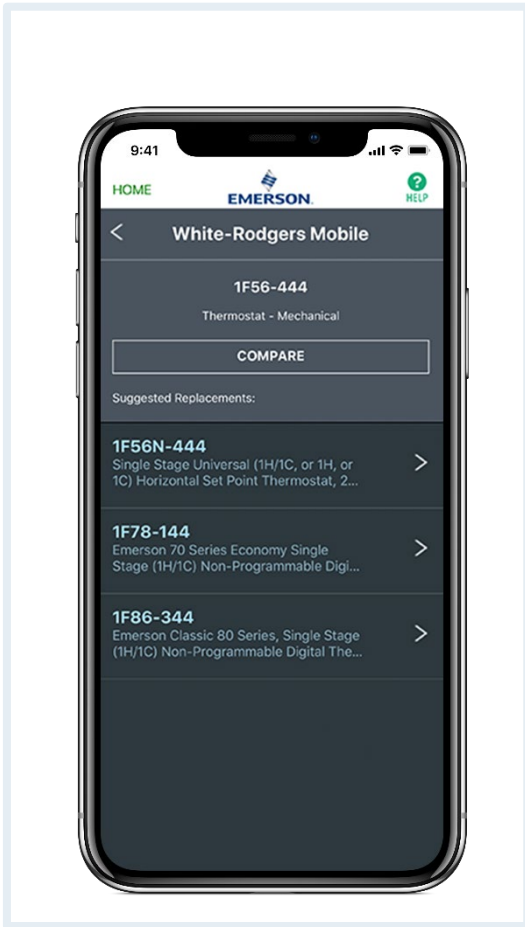 9:41
HOME
EMERSON.
HELP
White-Rodgers Mobile
1F56-444
Thermostat - Mechanical
COMPARE
Suggested Replacements:
1F56N-444
Single Stage Universal (1H/1C, or 1H, or
1C) Horizontal Set Point Thermostat, 2...
1F78-144
Emerson 70 Series Economy Single
Stage (1H/1C) Non-Programmable Digi...
1F86-344
Emerson Classic 80 Series, Single Stage
(1H/1C) Non-Programmable Digital The...